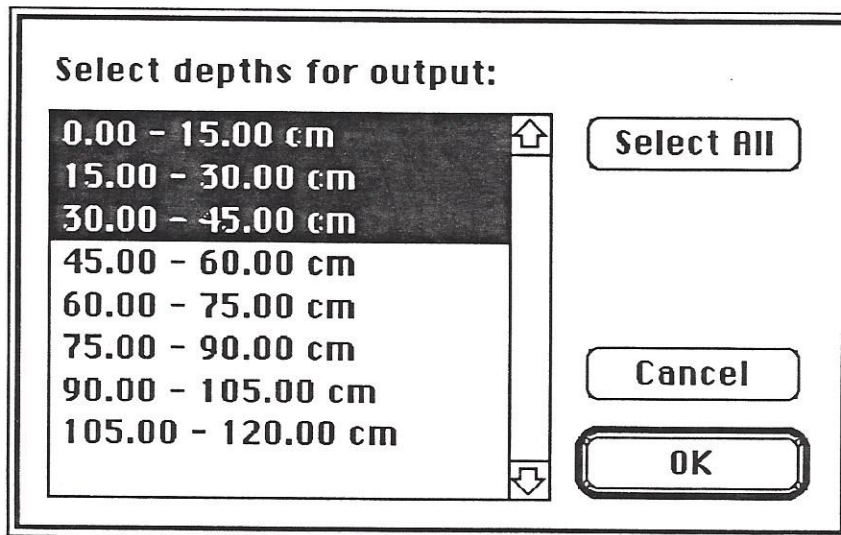 Select depths for output:
0.00 - 15.00 cm
15.00 - 30.00 cm
30.00 - 45.00 cm
45.00 - 60.00 cm
60.00 - 75.00 cm
75.00 - 90.00 cm
90.00 - 105.00 cm
105.00 - 120.00 cm
Select All
Cancel
OK